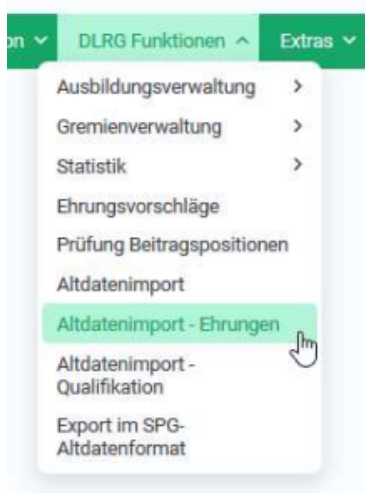 on DLRG Funktionen Extras
Ausbildungsverwaltung
Gremienverwaltung
Statistik
Ehrungsvorschläge
Prüfung Beitragspositionen
Altdatenimport
Altdatenimport - Ehrungen
Altdatenimport -
Qualifikation
Export im SPG-
Altdatenformat